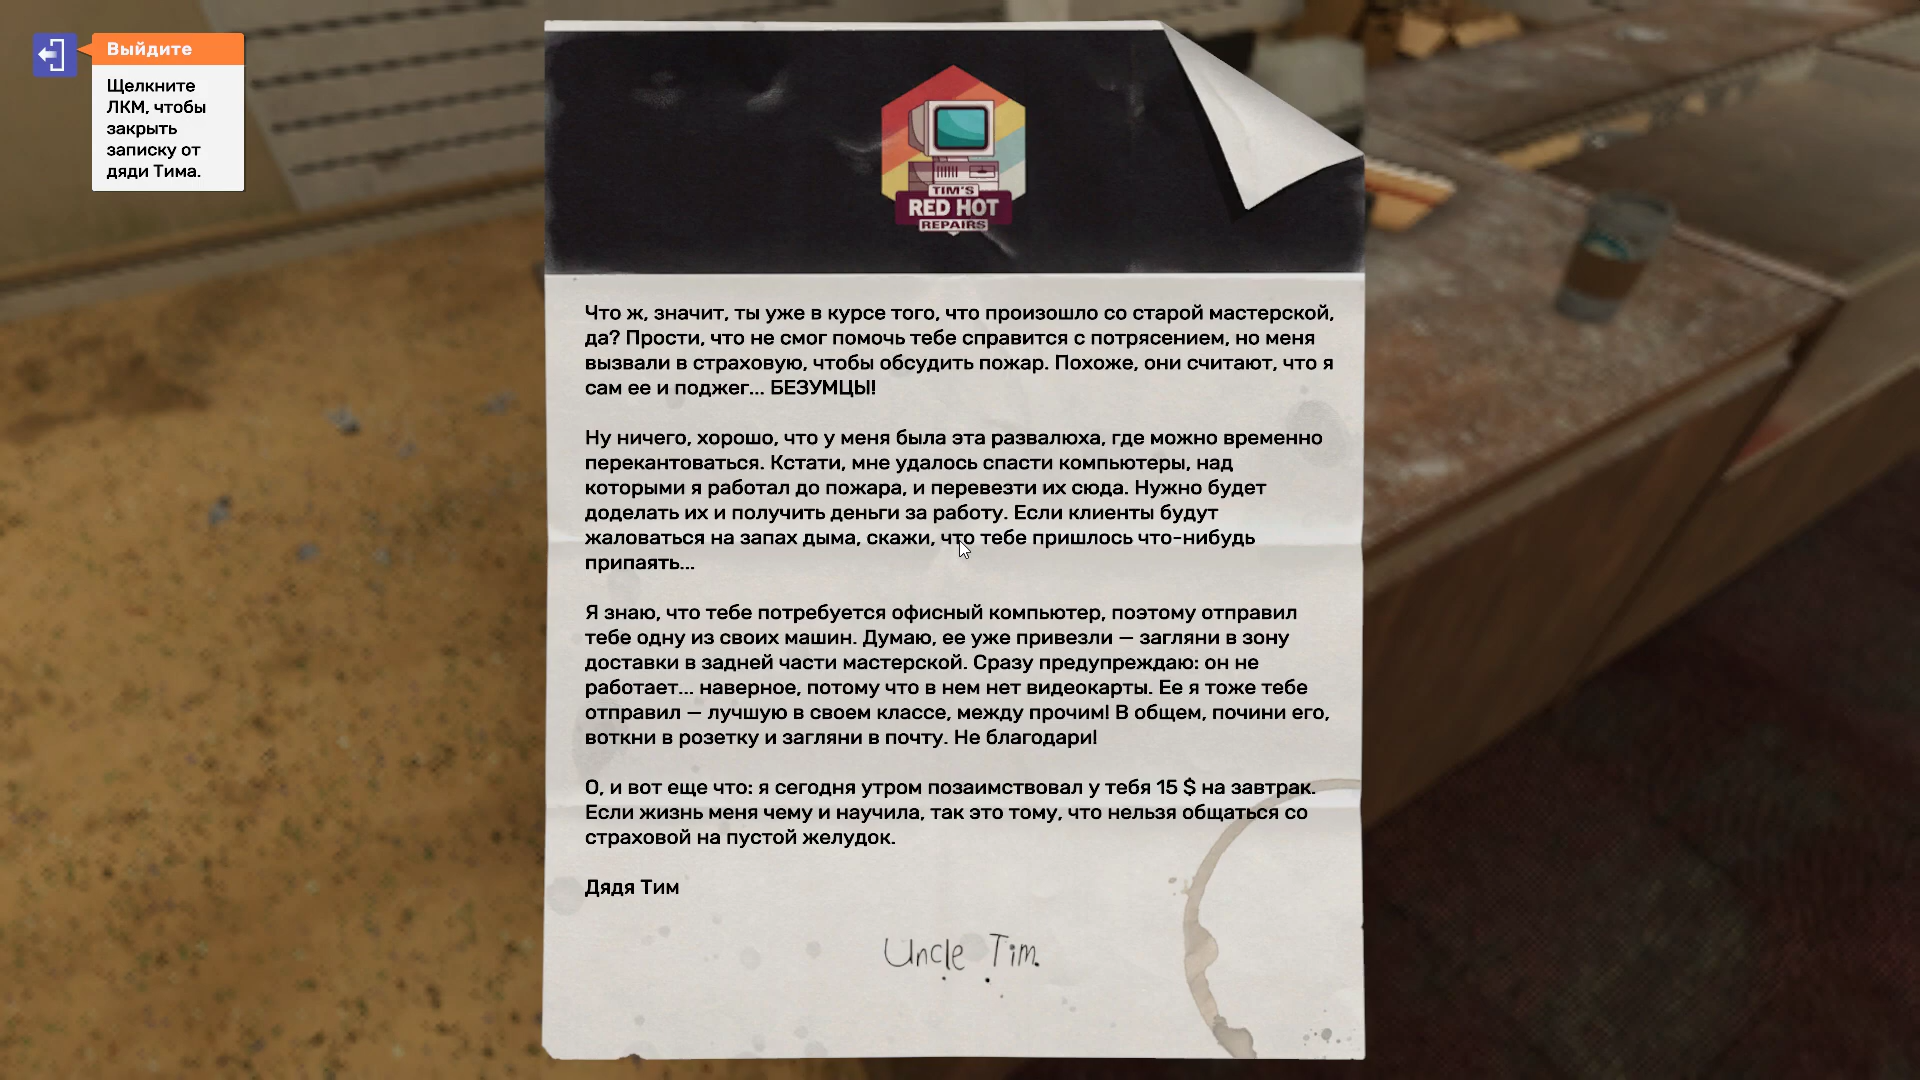 Выйдите
Щелкните
ЛКМ, чтобы
закрыть
записку от
дяди Тима.
TIM'S
RED HOT
REPAIRS
Что ж, значит, ты уже в курсе того, что произошло со старой мастерской,
да? Прости, что не смог помочь тебе справится с потрясением, но меня
вызвали в страховую, чтобы обсудить пожар. Похоже, они считают, что я
сам ее и поджег... БЕЗУМЦЫ!
Ну ничего, хорошо, что у меня была эта развалюха, где можно временно
перекантоваться. Кстати, мне удалось спасти компьютеры, над
которыми я работал до пожара, и перевезти их сюда. Нужно будет
доделать их и получить деньги за работу. Если клиенты будут
жаловаться на запах дыма, скажи, что тебе пришлось что-нибудь
припаять...
Я знаю, что тебе потребуется офисный компьютер, поэтому отправил
тебе одну из своих машин. Думаю, ее уже привезли — загляни в зону
доставки в задней части мастерской. Сразу предупреждаю: он не
работает... наверное, потому что в нем нет видеокарты. Ее я тоже тебе
отправил — лучшую в своем классе, между прочим! В общем, почини его,
воткни в розетку и загляни в почту. Не благодари!
О, и вот еще что: я сегодня утром позаимствовал у тебя 15 $ на завтрак.
Если жизнь меня чему и научила, так это тому, что нельзя общаться со
страховой на пустой желудок.
Дядя Тим
Uncle Tim.